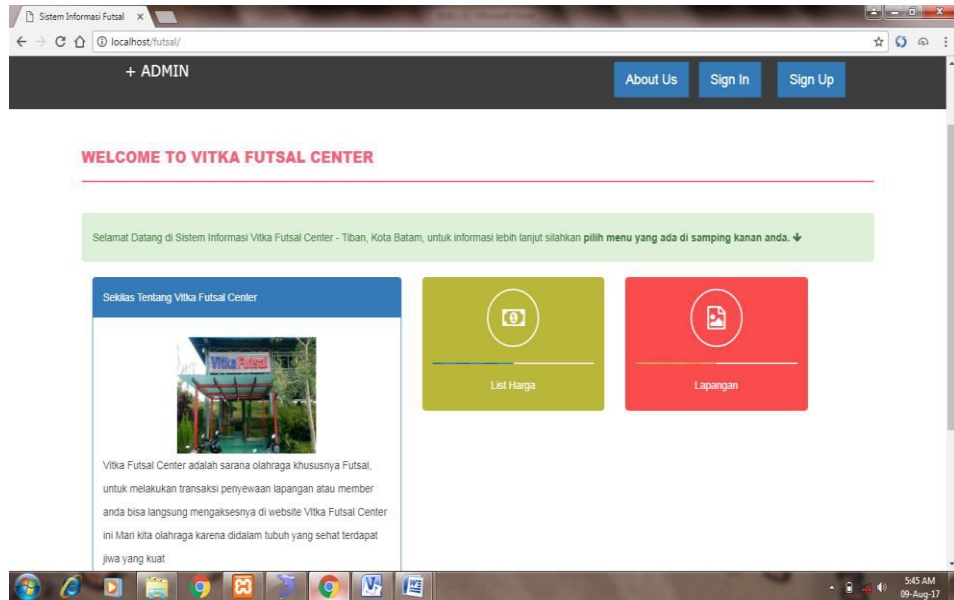 Sistem Informasi Futsal
localhost/futsal/
+ ADMIN
About Us
Sign In
Sign Up
WELCOME TO VITKA FUTSAL CENTER
Selamat Datang di Sistem Informasi Vitka Futsal Center - Tiban, Kota Batam, untuk informasi lebih lanjut silahkan pilih menu yang ada di samping kanan anda.
Sekilas Tentang Vitka Futsal Center
Vitka Futsal
Vitka Futsal Center adalah sarana olahraga khususnya Futsal,
untuk melakukan transaksi penyewaan lapangan atau member
anda bisa langsung mengaksesnya di website Vitka Futsal Center
ini Mari kita olahraga karena didalam tubuh yang sehat terdapat
jiwa yang kuat
List Harga
Lapangan
5:45 AM
09-Aug-17